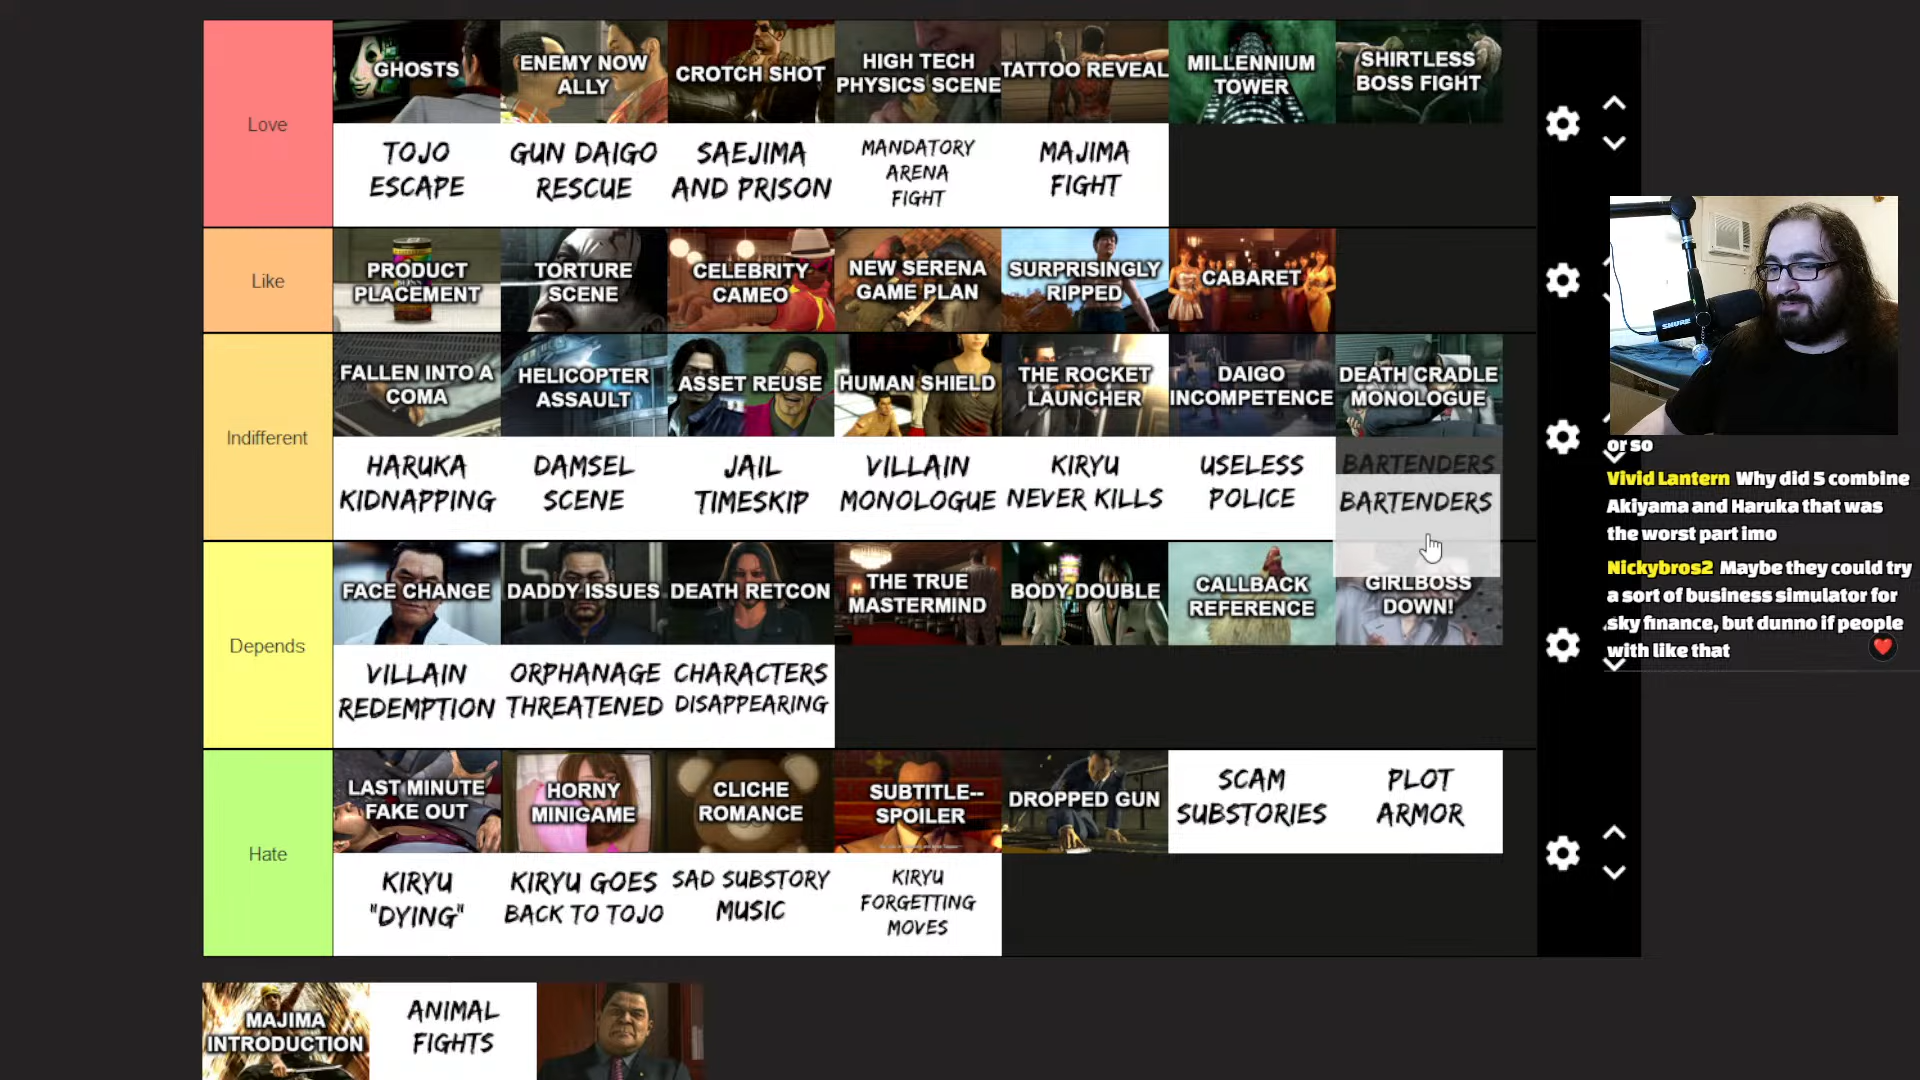 Love
GHOSTS
ENEMY NOW
ALLY
CROTCH SHOT
HIGH TECH
PHYSICS SCENE
TATTOO REVEAL
MILLENNIUM
TOWER
SHIRTLESS
BOSS FIGHT
TOJO
ESCAPE
GUN DAIGO
RESCUE
SAEJIMA
AND PRISON
MANDATORY
ARENA
FIGHT
MAJIMA
FIGHT
Like
PRODUCT
PLACEMENT
TORTURE
SCENE
CELEBRITY
CAMEO
NEW SERENA
GAME PLAN
SURPRISINGLY
RIPPED
CABARET
Indifferent
FALLEN INTO A
COMA
HELICOPTER
ASSAULT
ASSET REUSE
HUMAN SHIELD
THE ROCKET
LAUNCHER
DAIGO
INCOMPETENCE
DEATH CRADLE
MONOLOGUE
HARUKA
KIDNAPPING
DAMSEL
SCENE
JAIL
TIMESKIP
VILLAIN
MONOLOGUE
KIRYU
NEVER KILLS
USELESS
POLICE
BARTENDERS
BARTENDERS
Depends
FACE CHANGE
DADDY ISSUES
DEATH RETCON
THE TRUE
MASTERMIND
BODY DOUBLE
CALLBACK
REFERENCE
GIRLBOSS
DOWN!
VILLAIN
REDEMPTION
ORPHANAGE
THREATENED
CHARACTERS
DISAPPEARING
Hate
LAST MINUTE
FAKE OUT
HORNY
MINIGAME
CLICHE
ROMANCE
SUBTITLE--
SPOILER
DROPPED GUN
SCAM
SUBSTORIES
PLOT
ARMOR
KIRYU
"DYING"
KIRYU GOES
BACK TO TOJO
SAD SUBSTORY
MUSIC
KIRYU
FORGETTING
MOVES
MAJIMA
INTRODUCTION
ANIMAL
FIGHTS
SHURE
or so
Vivid Lantern Why did 5 combine
Akiyama and Haruka that was
the worst part imo
Nickybros2 Maybe they could try
a sort of business simulator for
sky finance, but dunno if people
with like that